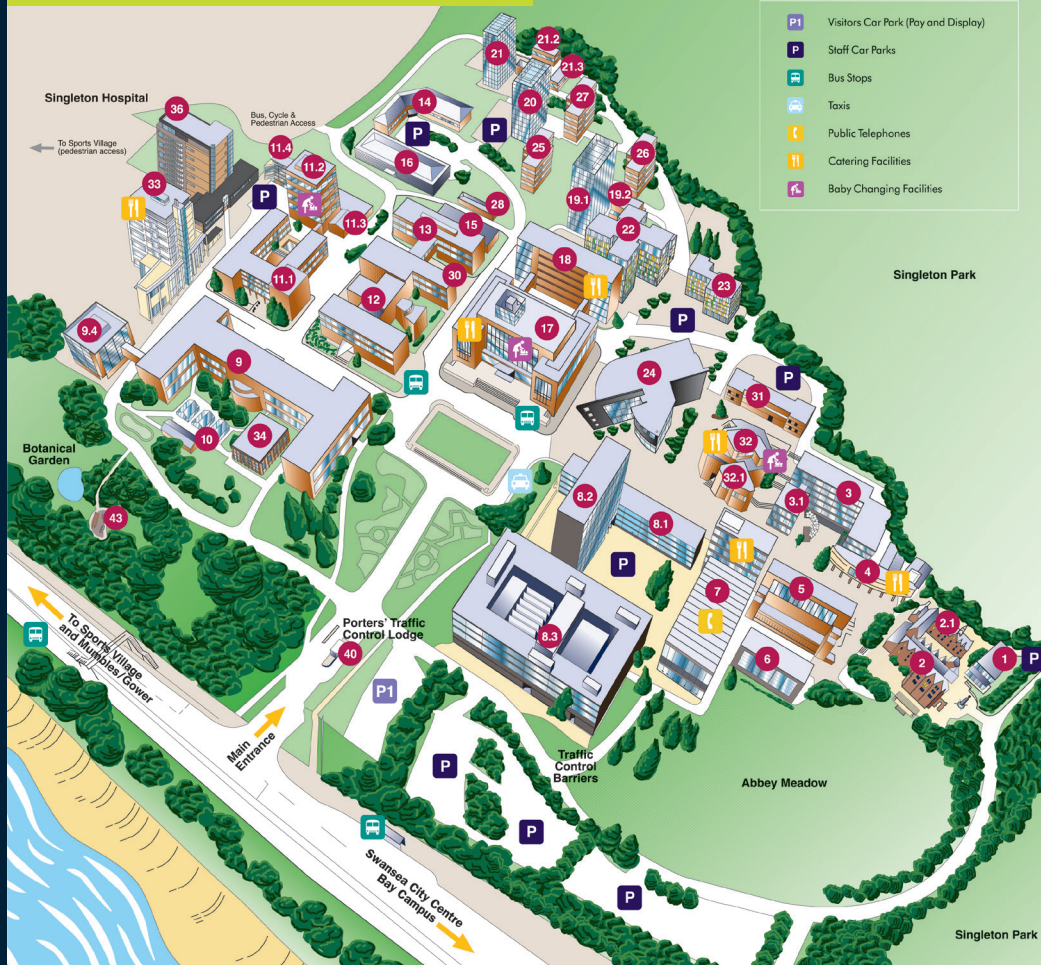 P1 Visitors Car Park (Pay and Display)
P Staff Car Parks
Bus Stops
Taxis
Public Telephones
Catering Facilities
Baby Changing Facilities
21
21.2
21.3
20
27
14
P
P
Singleton Hospital
36
Bus, Cycle &
Pedestrian Access
To Sports Village
(pedestrian access)
11.4
11.2
16
25
26
33
P
11.3
28
19.1
19.2
13
15
22
11.1
30
18
Singleton Park
12
23
9.4
17
P
9
24
P
31
10
34
32
Botanical
Garden
32.1
3
43
8.2
8.1
3.1
P
4
7
5
To Sports Village
and Mumbles/Gower
Porters' Traffic
Control Lodge
8.3
2.1
40
6
2
1
P
P1
Main
Entrance
Traffic
Control
Barriers
P
Abbey Meadow
P
Swansea City Centre
Bay Campus
P
Singleton Park